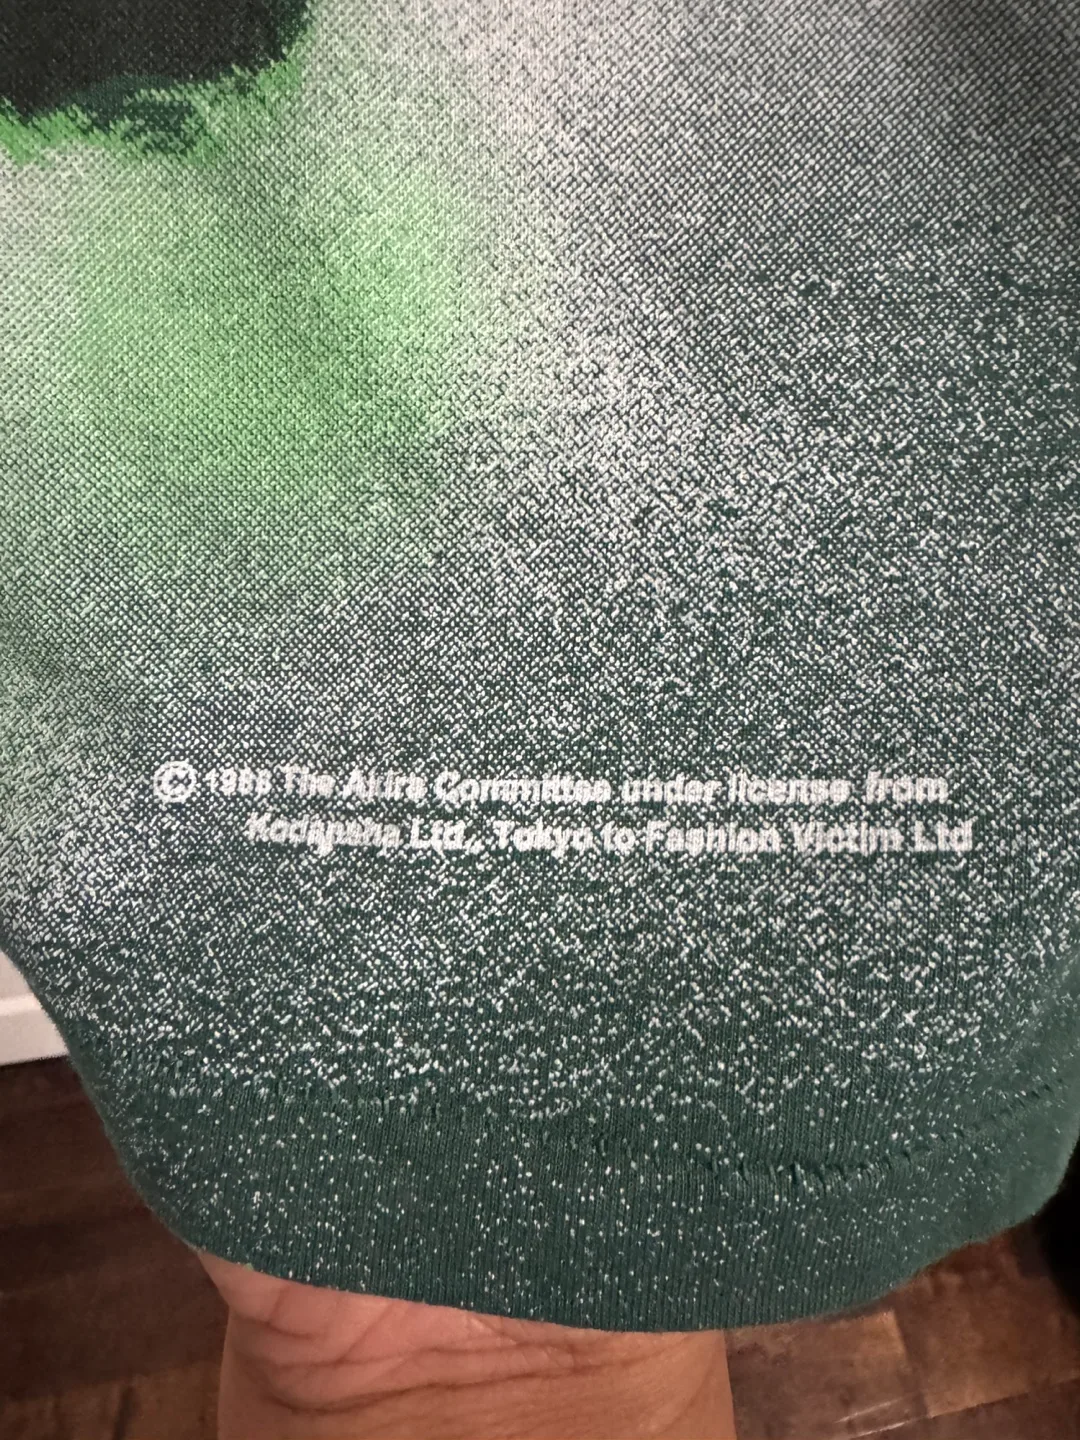 © 1988 The Akira Committee under license from
Kodansha Ltd., Tokyo to Fashion Victim Ltd